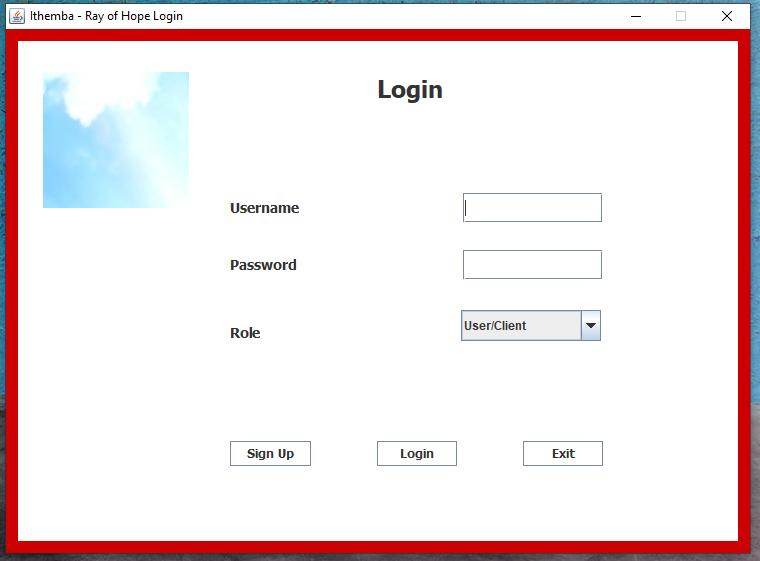 Ithemba - Ray of Hope Login
Login
Username
Password
Role
User/Client
Sign Up
Login
Exit